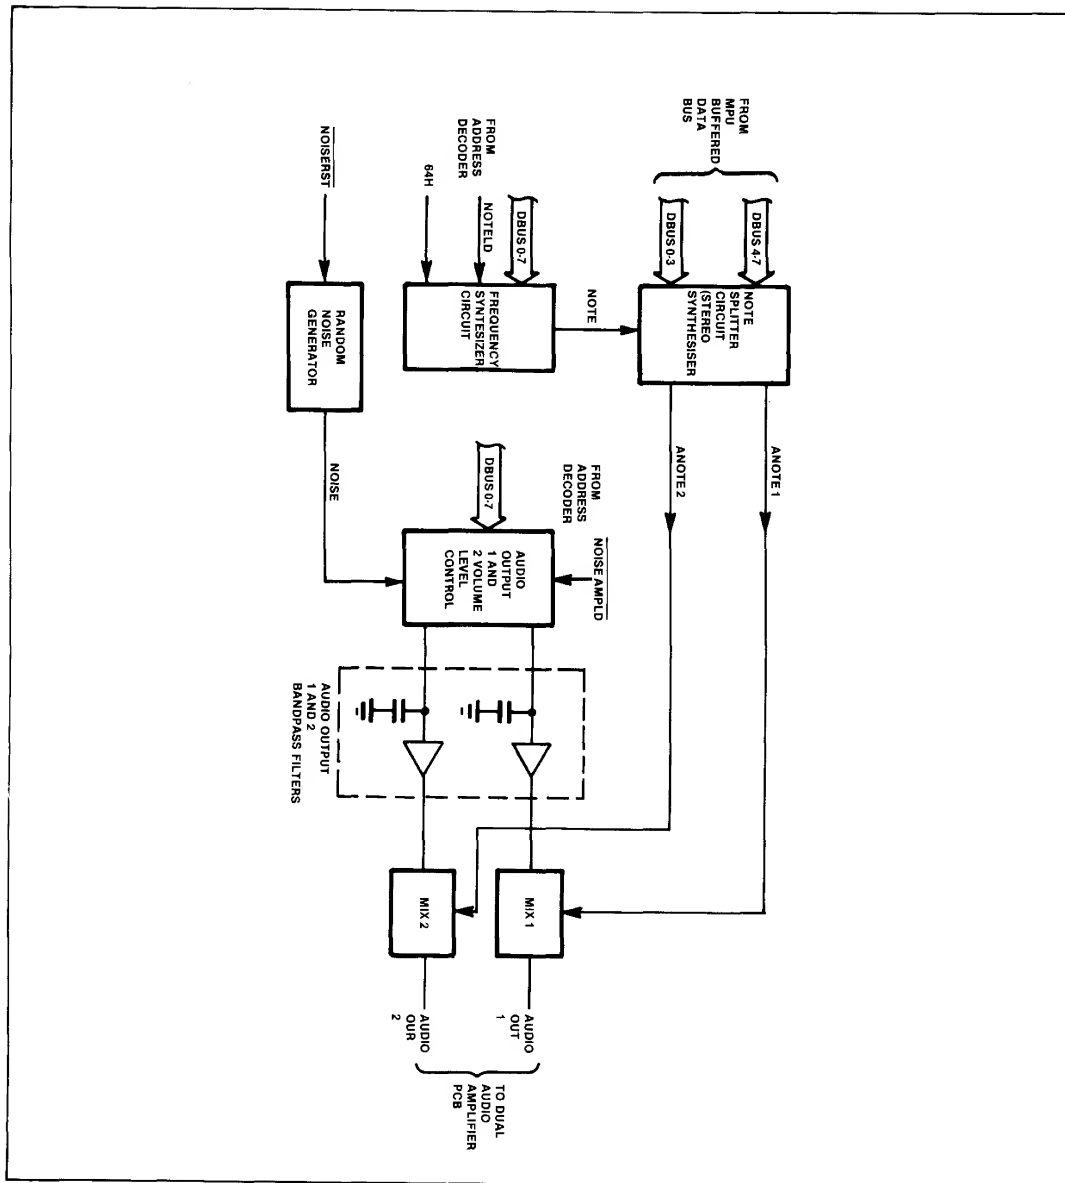 FROM
MPU
BUFFERED
DATA
BUS
DBUS 4-7
DBUS 0-3
NOTE
SPLITTER
CIRCUIT
(STEREO
SYNTHESISER
ANOTE 1
ANOTE 2
NOTE
FROM
ADDRESS
DECODER
DBUS 0-7
NOTELD
64H
FREQUENCY
SYNTESIZER
CIRCUIT
NOISERST
RANDOM
NOISE
GENERATOR
NOISE
FROM
ADDRESS
DECODER
NOISE AMPLD
DBUS 0-7
AUDIO
OUTPUT
1 AND
2 VOLUME
LEVEL
CONTROL
AUDIO OUTPUT
1 AND 2
BANDPASS FILTERS
MIX 1
MIX 2
AUDIO
OUT
1
AUDIO
OUR
2
TO DUAL
AUDIO
AMPLIFIER
PCB